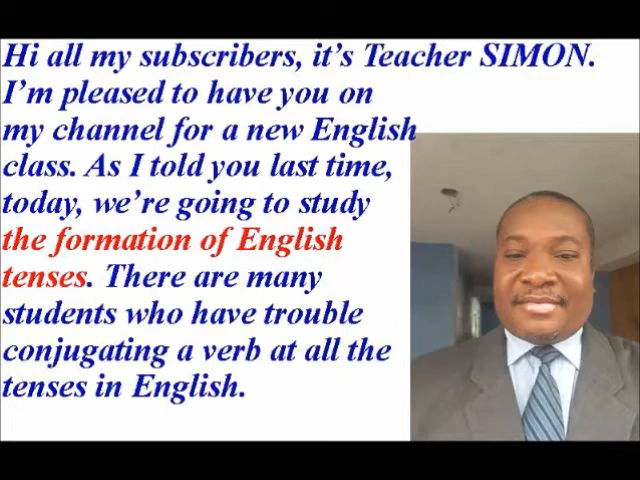 Hi all my subscribers, it's Teacher SIMON.
I'm pleased to have you on
my channel for a new English
class. As I told you last time,
today, we're going to study
the formation of English
tenses. There are many
students who have trouble
conjugating a verb at all the
tenses in English.